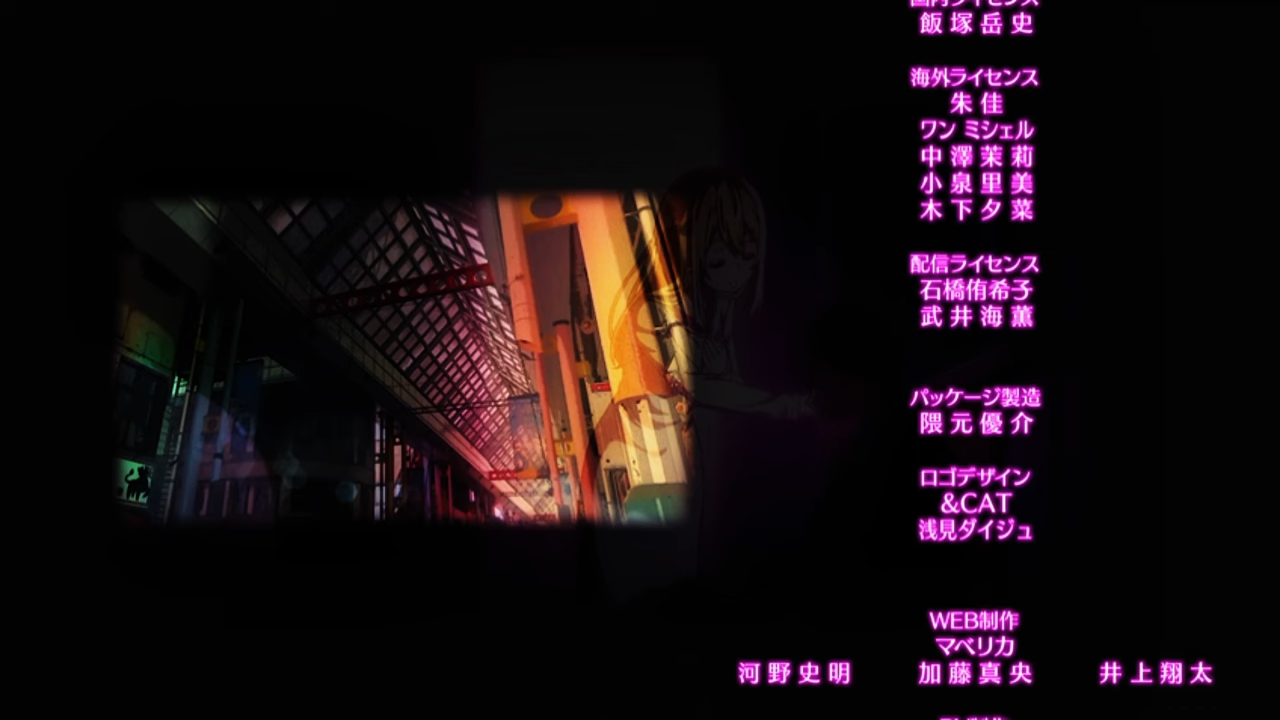 飯塚岳史
海外ライセンス
朱佳
ワン ミシェル
中澤茉莉
小泉里美
木下夕菜
配信ライセンス
石橋侑希子
武井海薫
パッケージ製造
隈元優介
ロゴデザイン
&CAT
浅見ダイジュ
WEB制作
マベリカ
河野史明 加藤真央 井上翔太